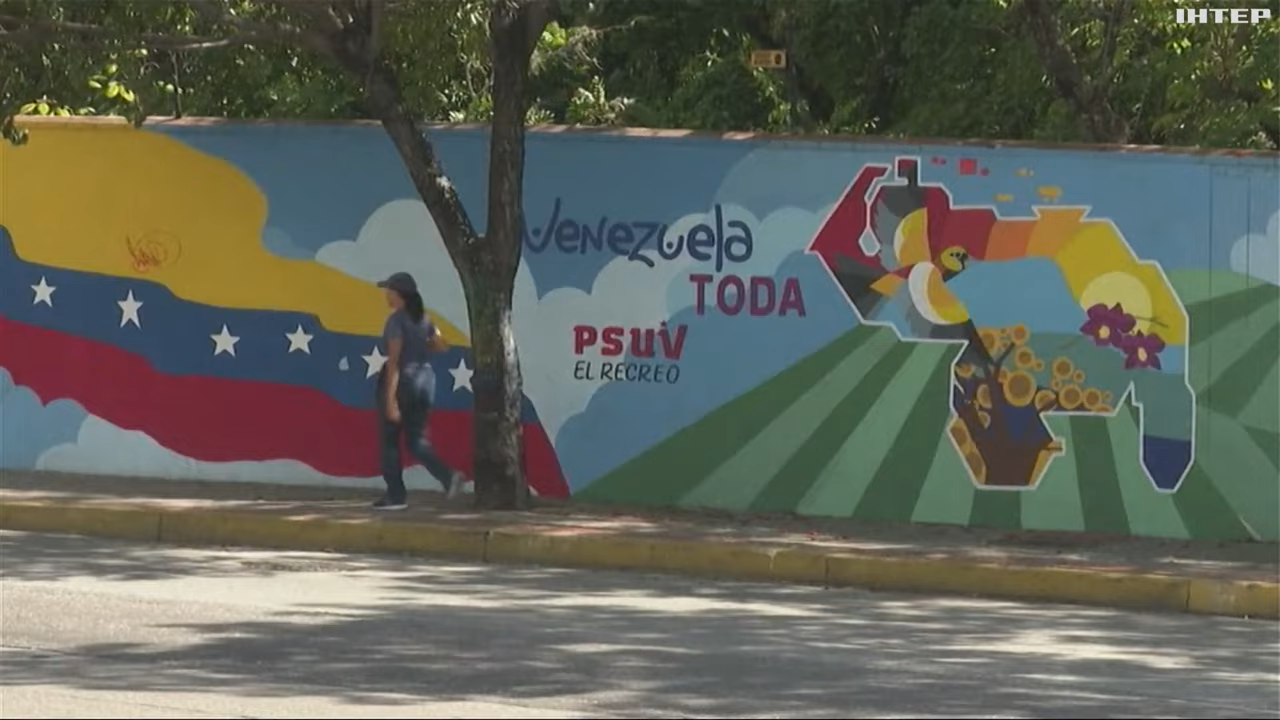 ІНТЕР
Venezuela
TODA
PSUV
EL RECREO